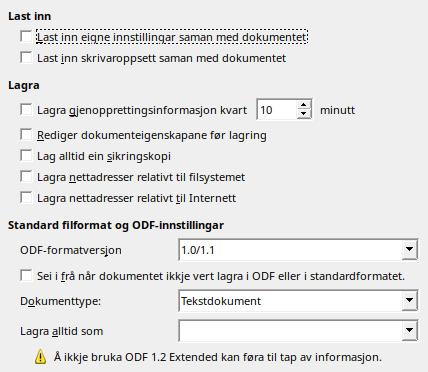 Last inn
Last inn eigne innstillingar saman med dokumentet
Last inn skrivaroppsett saman med dokumentet
Lagra
Lagra gjenopprettingsinformasjon kvart 10 minutt
Rediger dokumenteigenskapane før lagring
Lag alltid ein sikringskopi
Lagra nettadresser relativt til filsystemet
Lagra nettadresser relativt til Internett
Standard filformat og ODF-innstillingar
ODF-formatversjon 1.0/1.1
Sei i frå når dokumentet ikkje vert lagra i ODF eller i standardformatet.
Dokumenttype: Tekstdokument
Lagra alltid som
Å ikkje bruka ODF 1.2 Extended kan føra til tap av informasjon.